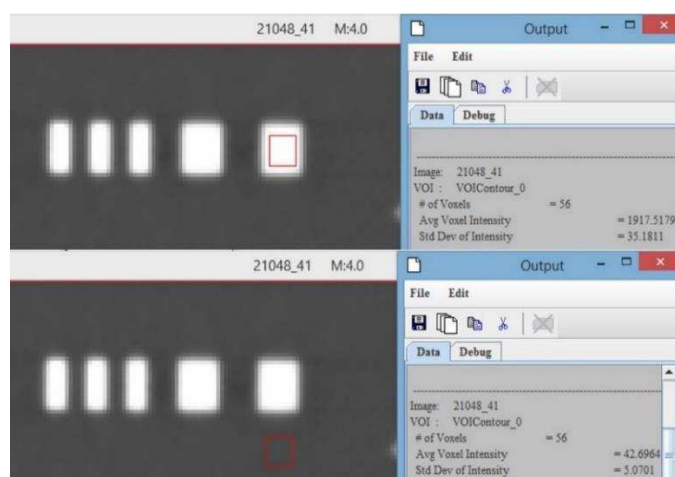 21048_41 M:4.0
Output
File Edit
Data Debug
Image: 21048_41
VOI : VOIContour_0
# of Voxels = 56
Avg Voxel Intensity = 1917.5179
Std Dev of Intensity = 35.1811
21048_41 M:4.0
Output
File Edit
Data Debug
Image: 21048_41
VOI : VOIContour_0
# of Voxels = 56
Avg Voxel Intensity = 42.6964
Std Dev of Intensity = 5.0701